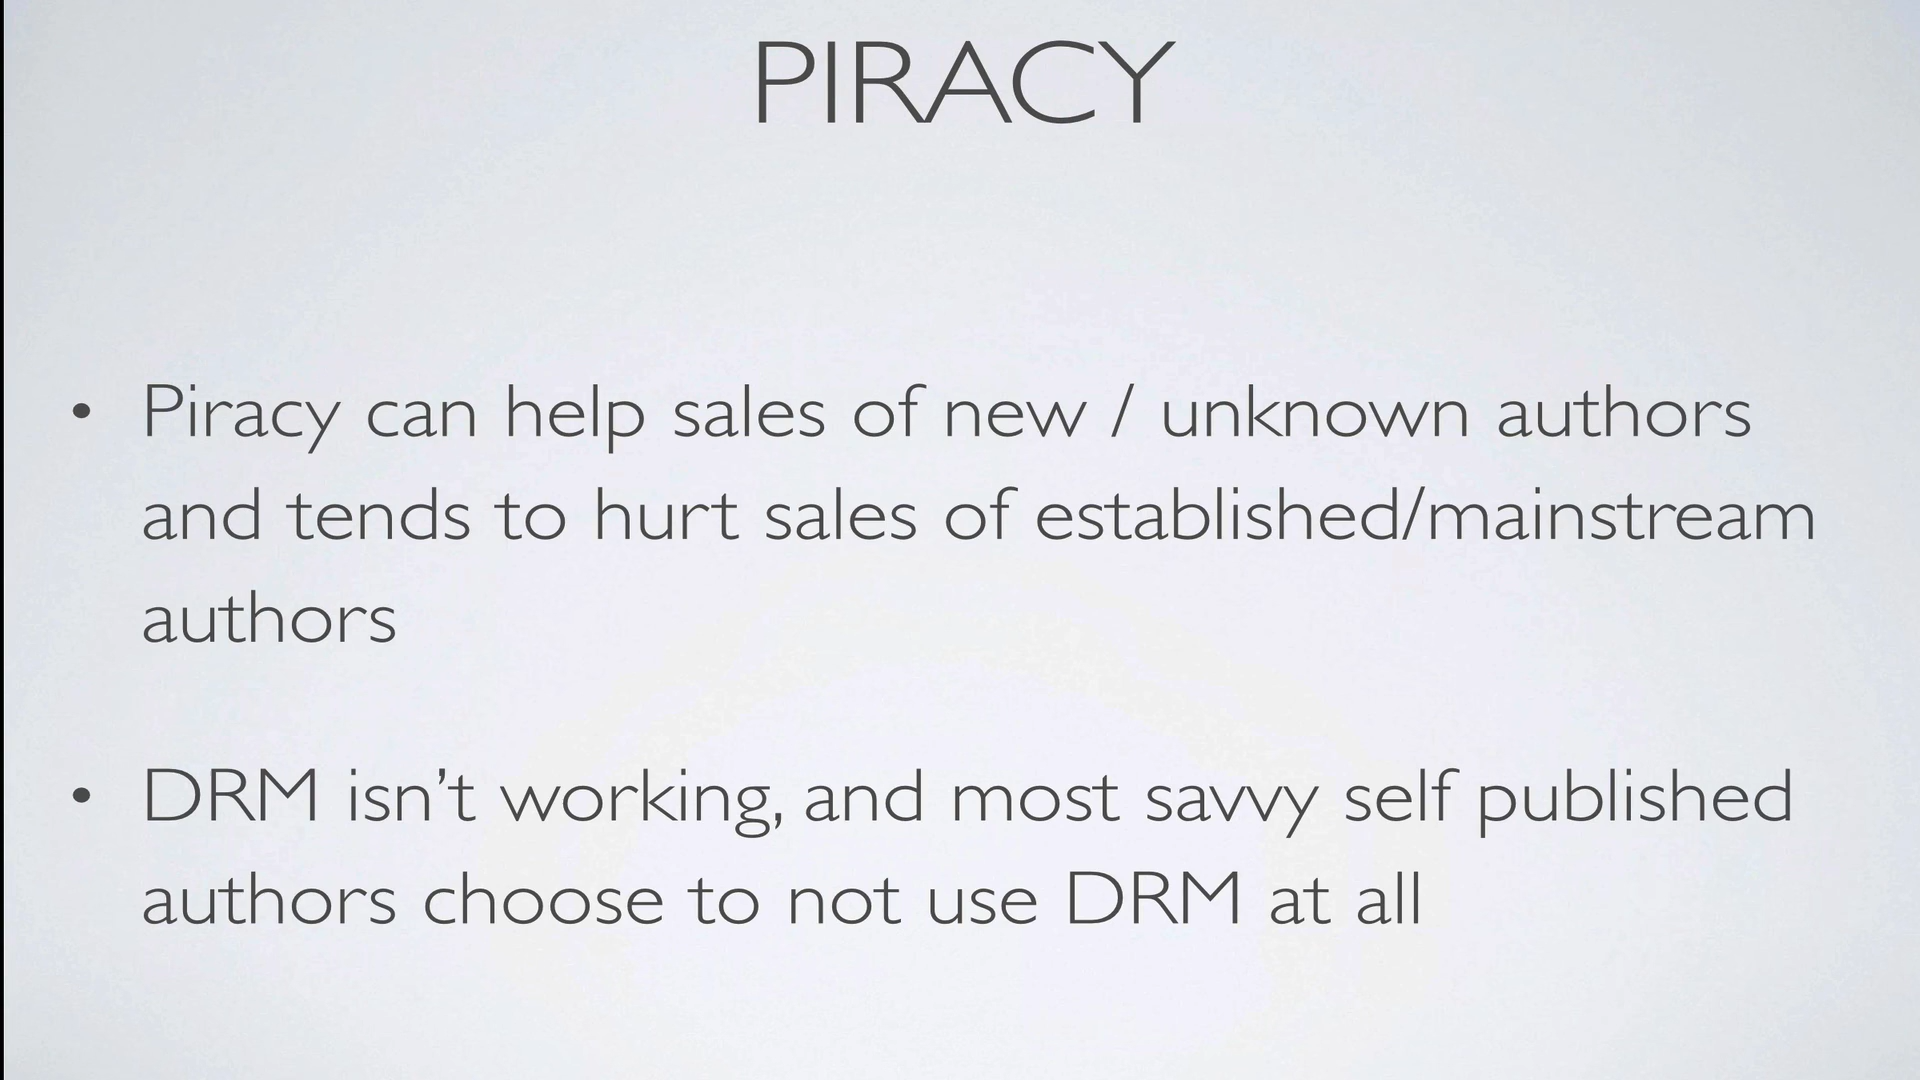 PIRACY
• Piracy can help sales of new / unknown authors
and tends to hurt sales of established/mainstream
authors
• DRM isn’t working, and most savvy self published
authors choose to not use DRM at all